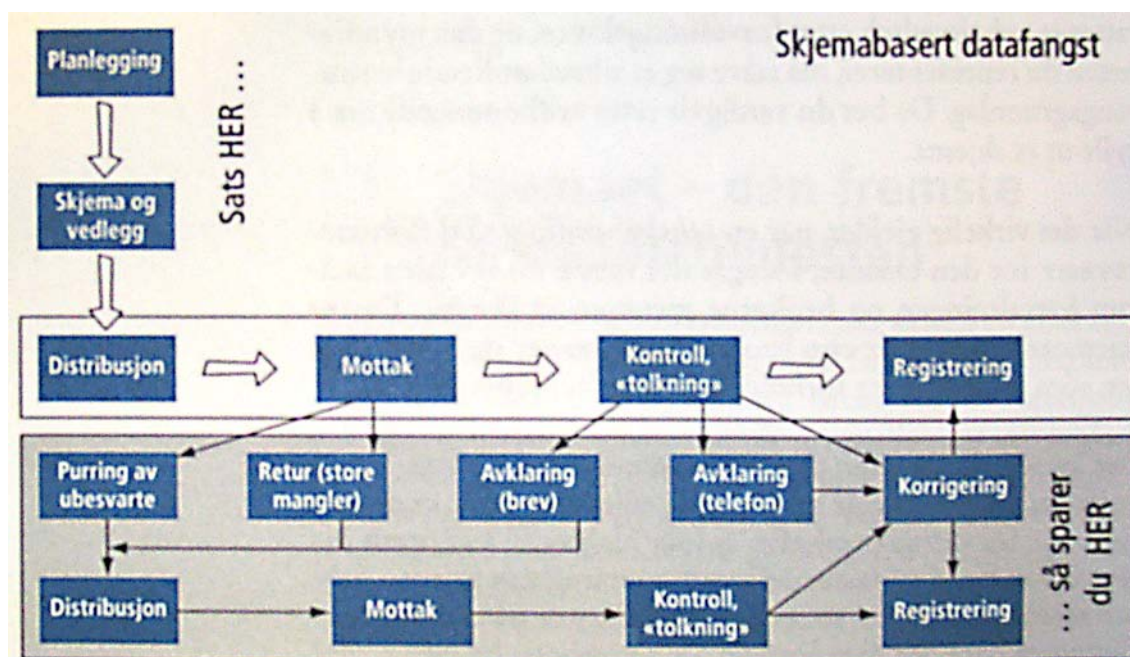 Skjemabasert datafangst
Planlegging
Sats HER ...
Skjema og
vedlegg
Distribusjon
Mottak
Kontroll,
«tolkning»
Registrering
Purring av
ubesvarte
Retur (store
mangler)
Avklaring
(brev)
Avklaring
(telefon)
Korrigering
... så sparer
du HER
Distribusjon
Mottak
Kontroll,
«tolkning»
Registrering